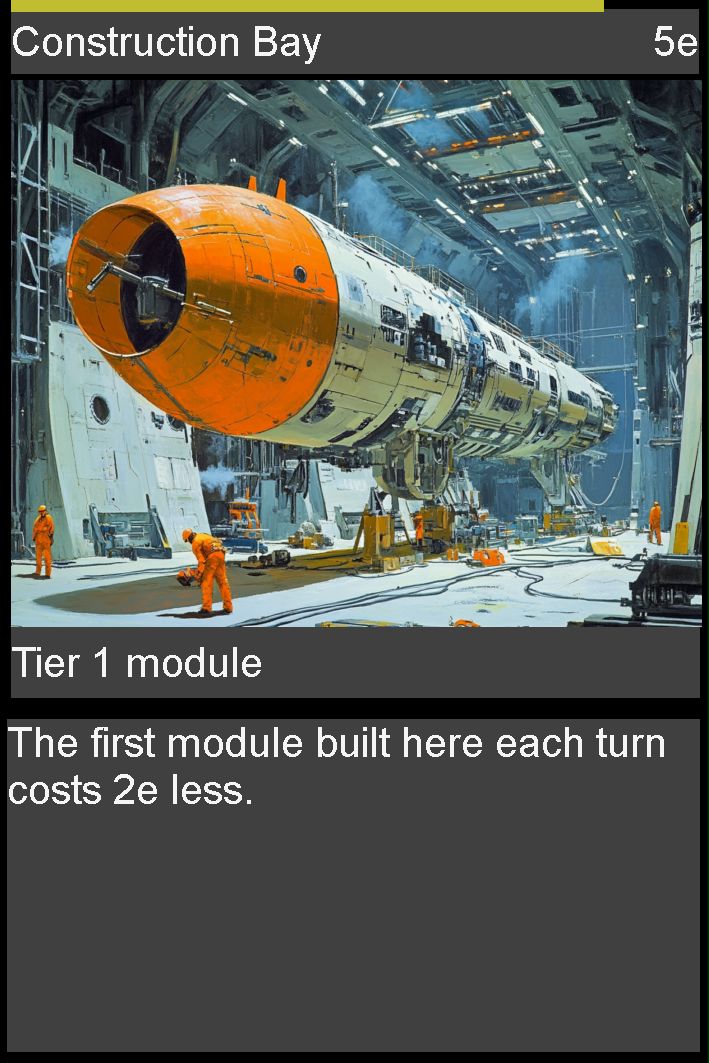 Construction Bay 5e
Tier 1 module
The first module built here each turn
costs 2e less.